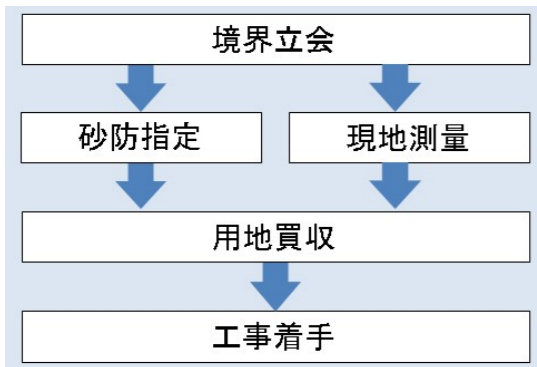 境界立会
砂防指定
現地測量
用地買収
工事着手